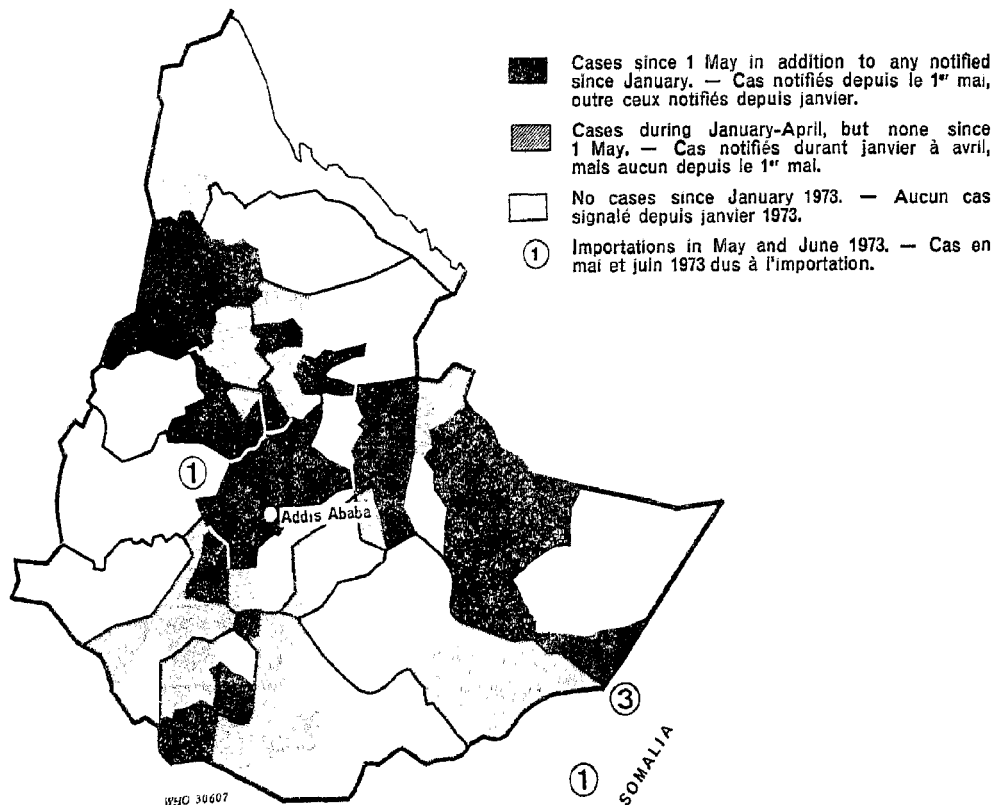 Cases since 1 May in addition to any notified
since January. — Cas notifiés depuis le 1er mai,
outre ceux notifiés depuis janvier.
Cases during January-April, but none since
1 May. — Cas notifiés durant janvier à avril,
mais aucun depuis le 1er mai.
No cases since January 1973. — Aucun cas
signalé depuis janvier 1973.
1 Importations in May and June 1973. — Cas en
mai et juin 1973 dus à l'importation.
1
Addis Ababa
3
1
SOMALIA
WHO 30607